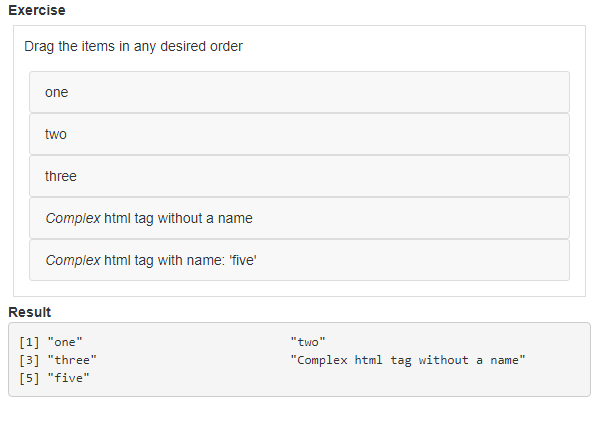 Exercise
Drag the items in any desired order
one
two
three
Complex html tag without a name
Complex html tag with name: 'five'
Result
[1] "one" "two"
[3] "three" "Complex html tag without a name"
[5] "five"